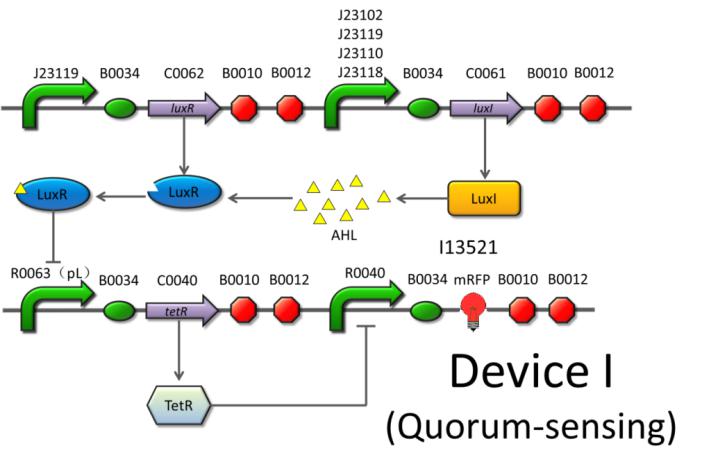 J23102
J23119
J23110
J23119 B0034 C0062 B0010 B0012 J23118 B0034 C0061 B0010 B0012
luxR luxI
LuxR LuxR LuxI
AHL
I13521
R0063（pL） B0034 C0040 B0010 B0012 R0040 B0034 mRFP B0010 B0012
tetR
Device I
TetR
(Quorum-sensing)